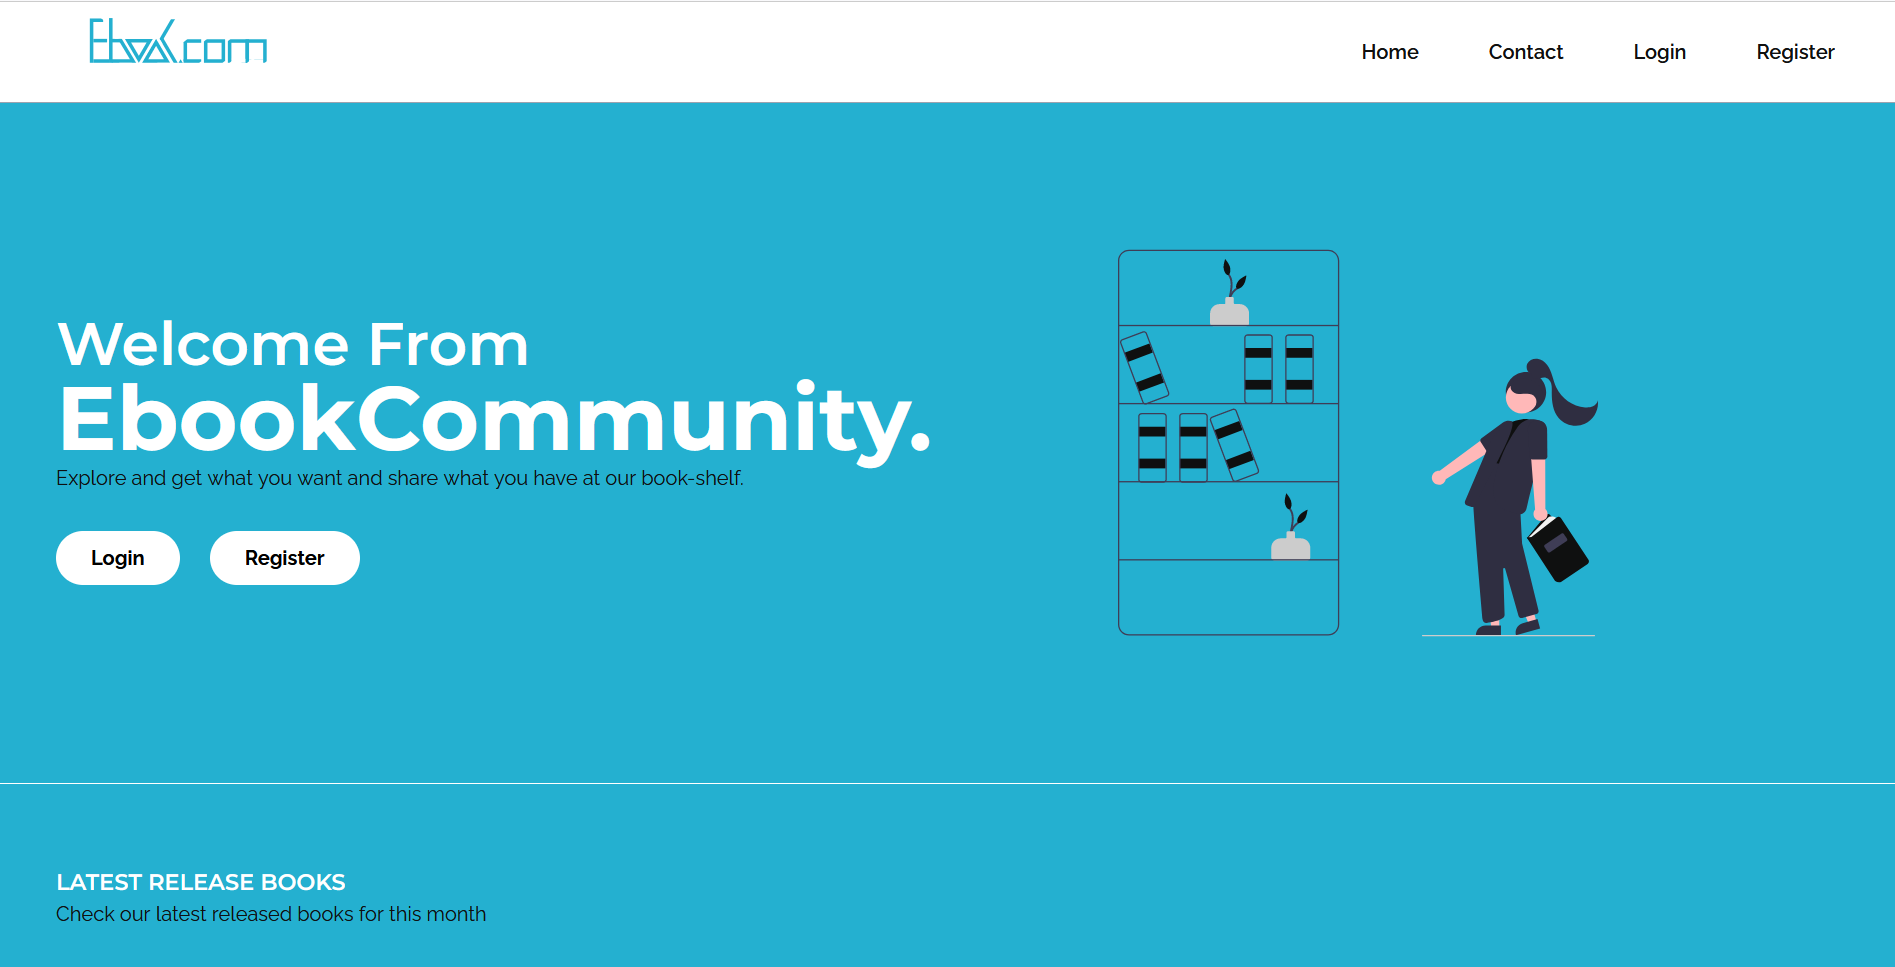 Ebook.com
Home Contact Login Register
Welcome From
EbookCommunity.
Explore and get what you want and share what you have at our book-shelf.
Login Register
LATEST RELEASE BOOKS
Check our latest released books for this month